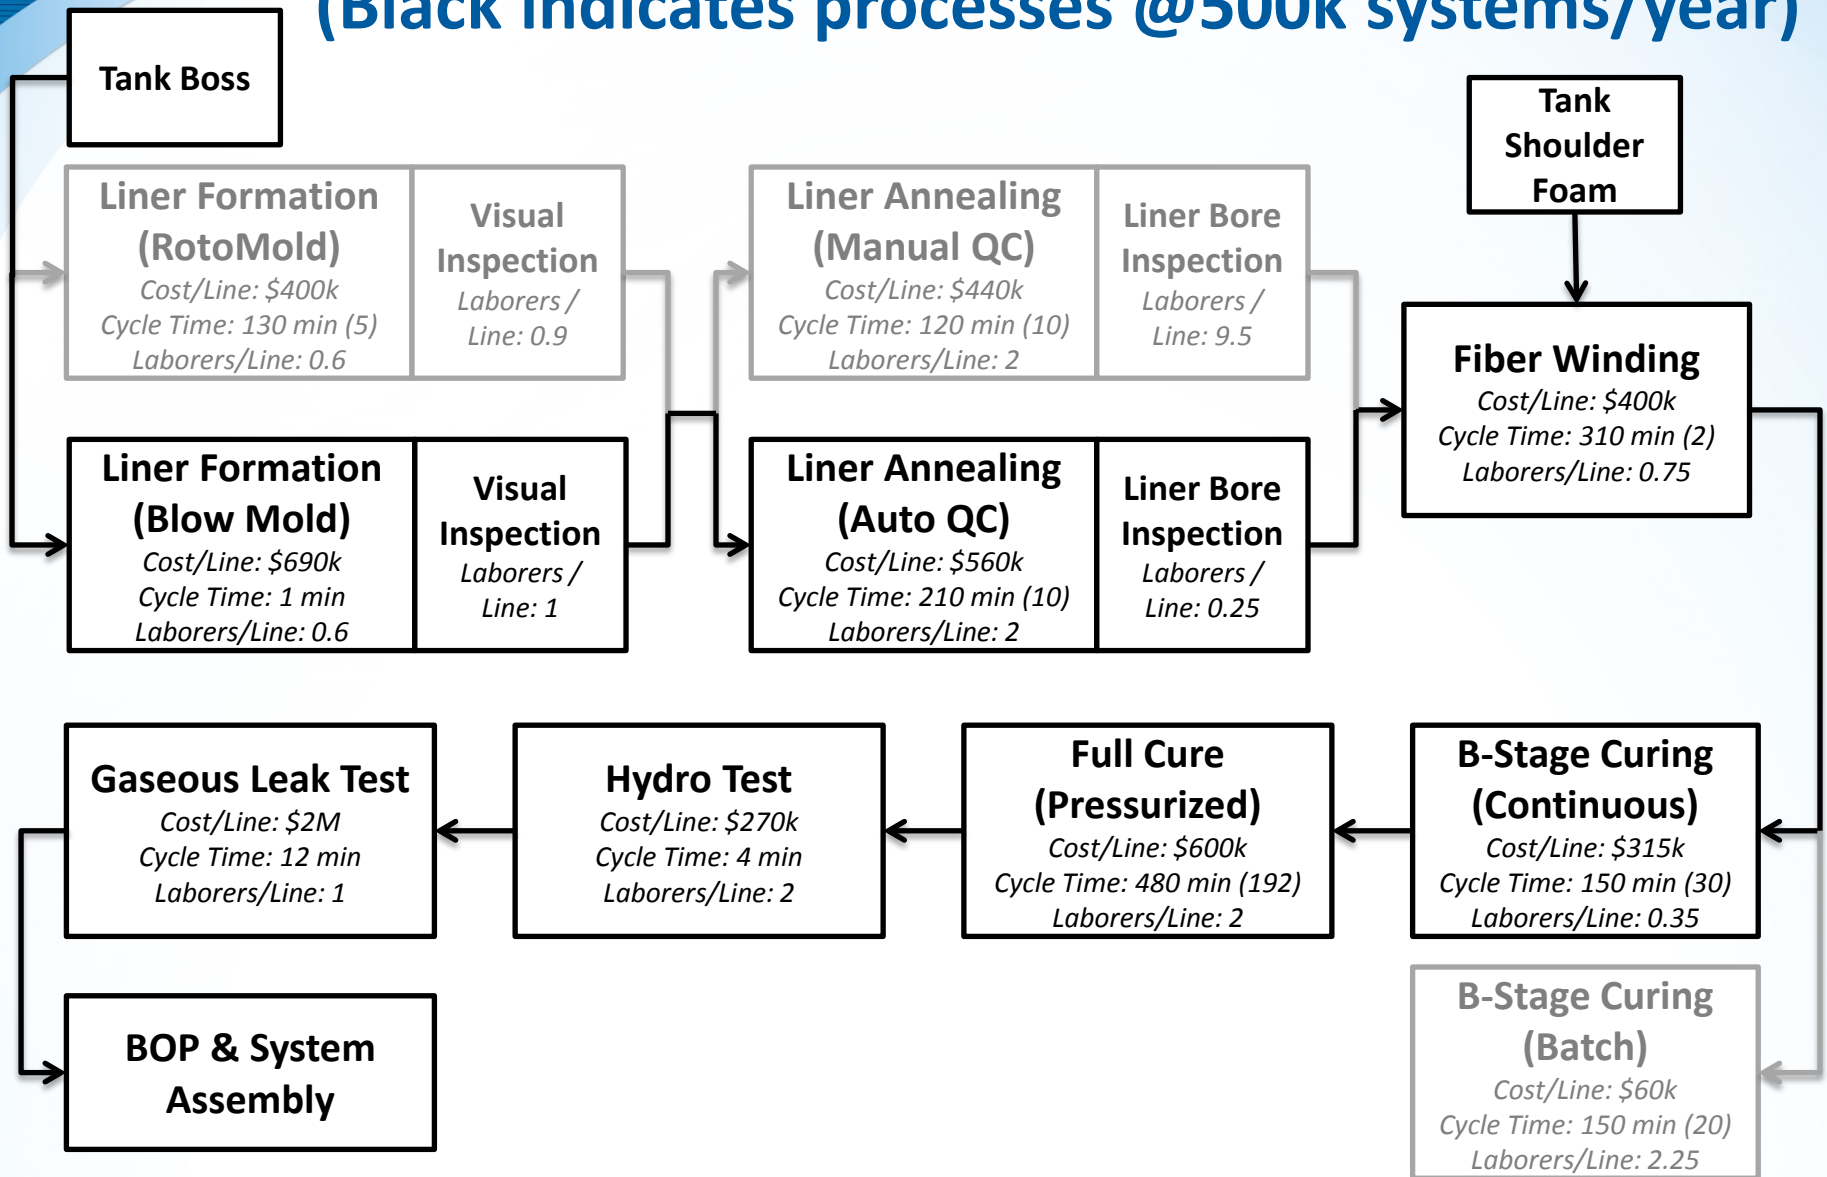 (Black indicates processes @500k systems/year)
Tank Boss
Tank
Shoulder
Foam
Liner Formation
(RotoMold)
Cost/Line: $400k
Cycle Time: 130 min (5)
Laborers/Line: 0.6
Visual
Inspection
Laborers /
Line: 0.9
Liner Annealing
(Manual QC)
Cost/Line: $440k
Cycle Time: 120 min (10)
Laborers/Line: 2
Liner Bore
Inspection
Laborers /
Line: 9.5
Fiber Winding
Cost/Line: $400k
Cycle Time: 310 min (2)
Laborers/Line: 0.75
Liner Formation
(Blow Mold)
Cost/Line: $690k
Cycle Time: 1 min
Laborers/Line: 0.6
Visual
Inspection
Laborers /
Line: 1
Liner Annealing
(Auto QC)
Cost/Line: $560k
Cycle Time: 210 min (10)
Laborers/Line: 2
Liner Bore
Inspection
Laborers /
Line: 0.25
Gaseous Leak Test
Cost/Line: $2M
Cycle Time: 12 min
Laborers/Line: 1
Hydro Test
Cost/Line: $270k
Cycle Time: 4 min
Laborers/Line: 2
Full Cure
(Pressurized)
Cost/Line: $600k
Cycle Time: 480 min (192)
Laborers/Line: 2
B-Stage Curing
(Continuous)
Cost/Line: $315k
Cycle Time: 150 min (30)
Laborers/Line: 0.35
BOP & System
Assembly
B-Stage Curing
(Batch)
Cost/Line: $60k
Cycle Time: 150 min (20)
Laborers/Line: 2.25